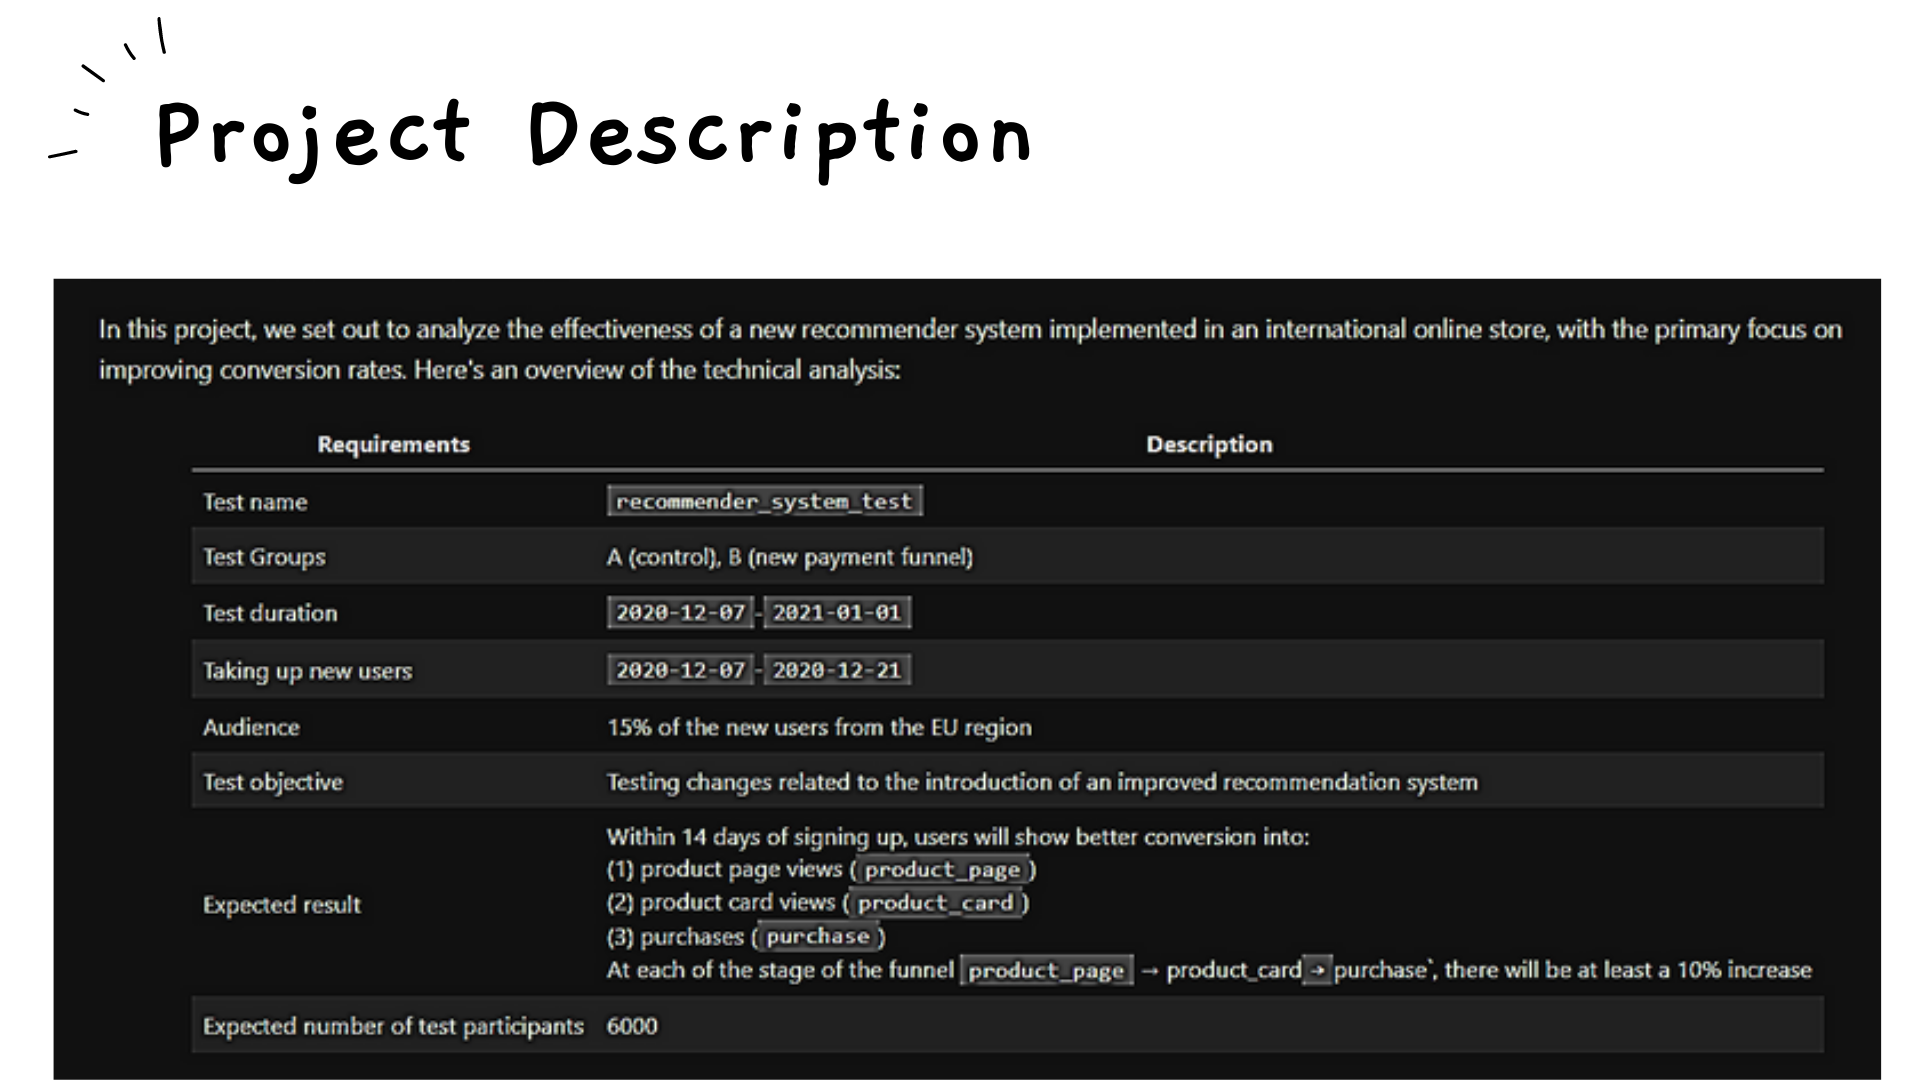 Project Description
In this project, we set out to analyze the effectiveness of a new recommender system implemented in an international online store, with the primary focus on
improving conversion rates. Here's an overview of the technical analysis:
Requirements Description
Test name recommender_system_test
Test Groups A (control), B (new payment funnel)
Test duration 2020-12-07 - 2021-01-01
Taking up new users 2020-12-07 - 2020-12-21
Audience 15% of the new users from the EU region
Test objective Testing changes related to the introduction of an improved recommendation system
Expected result
Within 14 days of signing up, users will show better conversion into:
(1) product page views ( product_page )
(2) product card views ( product_card )
(3) purchases ( purchase )
At each of the stage of the funnel product_page → product_card → purchase`, there will be at least a 10% increase
Expected number of test participants 6000